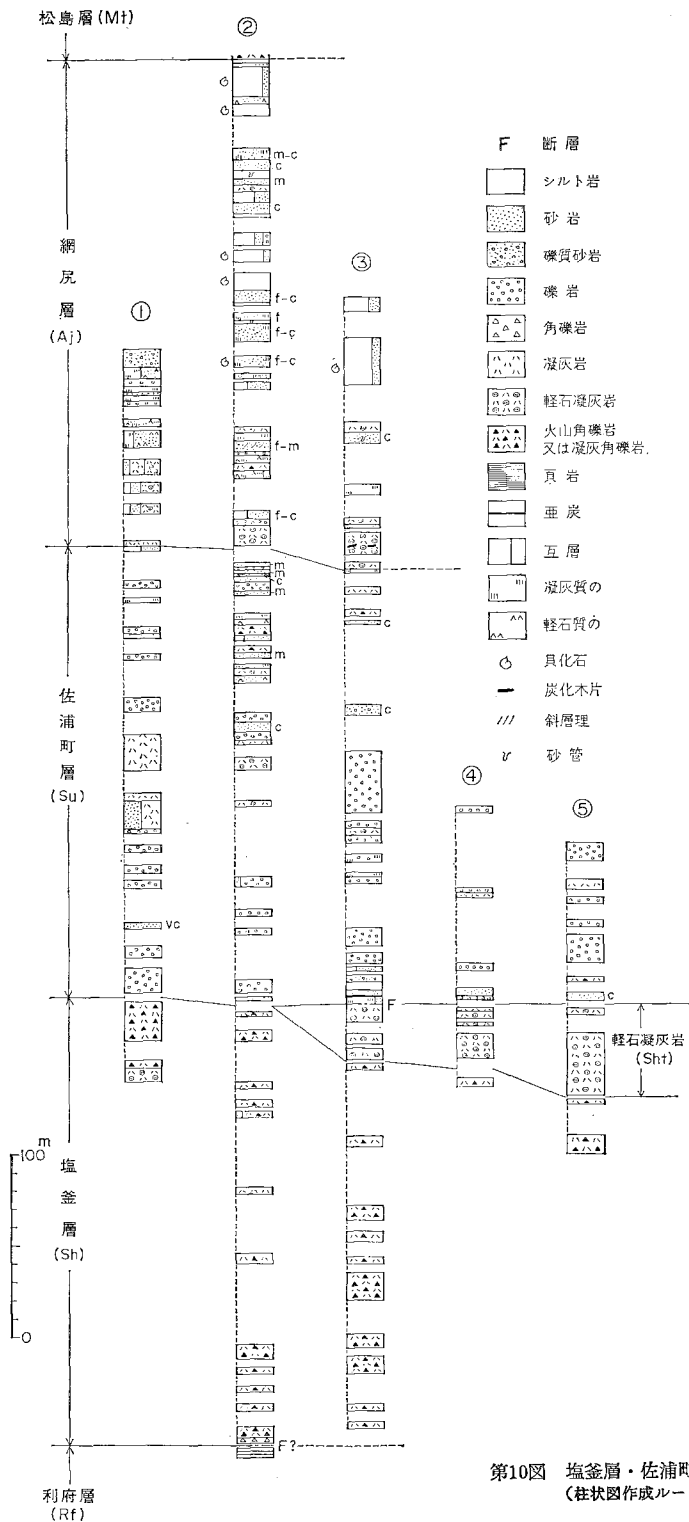 松島層(Mt)
網尻層
(Aj)
佐浦町層
(Su)
塩釜層
(Sh)
利府層
(Rf)
m
100
0
①
vc
②
m-c
c
m
c
f-c
f
f-c
f-c
f-m
f-c
m
m
c
m
m
c
F?
③
c
c
c
F
④
⑤
c
軽石凝灰岩
(Sht)
F 断層
シルト岩
砂岩
礫質砂岩
礫岩
角礫岩
凝灰岩
軽石凝灰岩
火山角礫岩
又は凝灰角礫岩.
頁岩
亜炭
互層
凝灰質の
軽石質の
貝化石
炭化木片
斜層理
砂管
第10図 塩釜層・佐浦町
(柱状図作成ルー